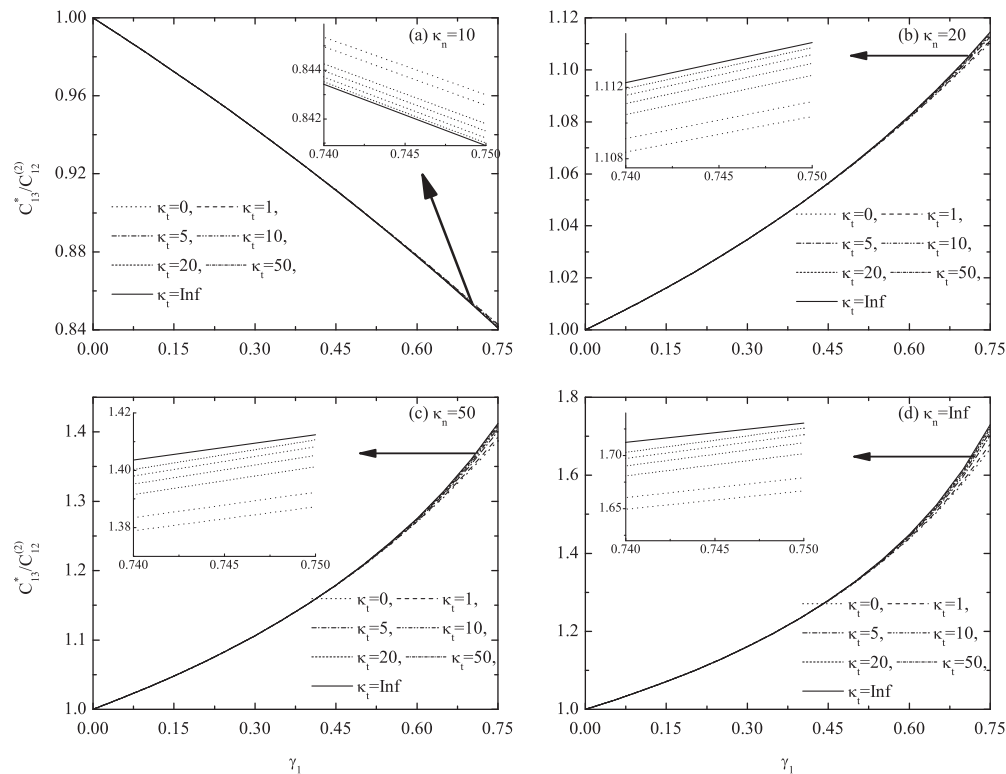 (a) κn=10
1.00
0.96
0.92
0.88
0.84
C*13/C(2)12
0.844
0.842
0.740
0.745
0.750
κt=0, κt=1,
κt=5, κt=10,
κt=20, κt=50,
κt=Inf
0.00 0.15 0.30 0.45 0.60 0.75
(b) κn=20
1.12
1.10
1.08
1.06
1.04
1.02
1.00
1.112
1.108
0.740
0.745
0.750
κt=0, κt=1,
κt=5, κt=10,
κt=20, κt=50,
κt=Inf
0.00 0.15 0.30 0.45 0.60 0.75
(c) κn=50
1.4
1.3
1.2
1.1
1.0
C*13/C(2)12
1.42
1.40
1.38
0.740
0.745
0.750
κt=0, κt=1,
κt=5, κt=10,
κt=20, κt=50,
κt=Inf
0.00 0.15 0.30 0.45 0.60 0.75
γ1
(d) κn=Inf
1.8
1.6
1.4
1.2
1.0
1.70
1.65
0.740
0.745
0.750
κt=0, κt=1,
κt=5, κt=10,
κt=20, κt=50,
κt=Inf
0.00 0.15 0.30 0.45 0.60 0.75
γ1